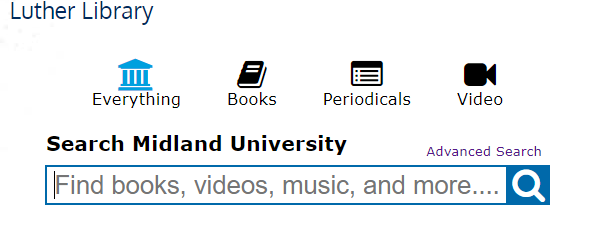 Luther Library
Everything Books Periodicals Video
Search Midland University
Advanced Search
Find books, videos, music, and more....